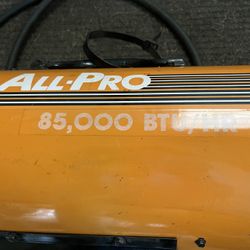 ALL-PRO
85,000 BTU/HR